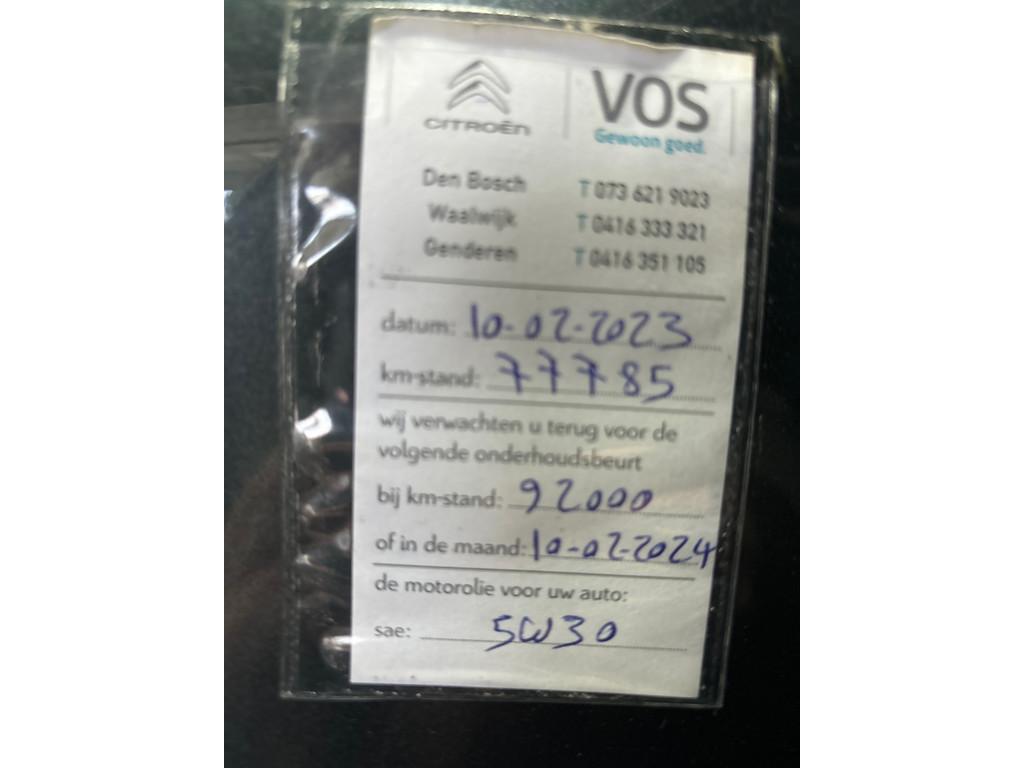 CITROËN
VOS
Gewoon goed.
Den Bosch T 073 621 9023
Waalwijk T 0416 333 321
Genderen T 0416 351 105
datum: 10-02-2023
km-stand: 77785
wij verwachten u terug voor de
volgende onderhoudsbeurt
bij km-stand: 92000
of in de maand: 10-02-2024
de motorolie voor uw auto:
sae: 5W30